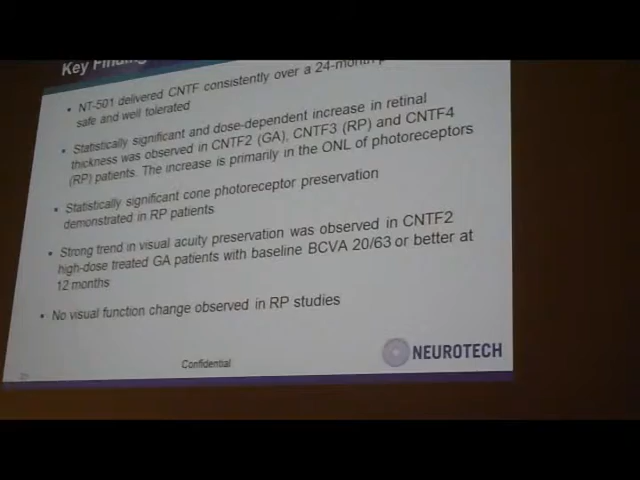 Key Finding
• NT-501 delivered CNTF consistently over a 24-month
safe and well tolerated
• Statistically significant and dose-dependent increase in retinal
thickness was observed in CNTF2 (GA), CNTF3 (RP) and CNTF4
(RP) patients. The increase is primarily in the ONL of photoreceptors
• Statistically significant cone photoreceptor preservation
demonstrated in RP patients
• Strong trend in visual acuity preservation was observed in CNTF2
high-dose treated GA patients with baseline BCVA 20/63 or better at
12 months
• No visual function change observed in RP studies
Confidential
NEUROTECH